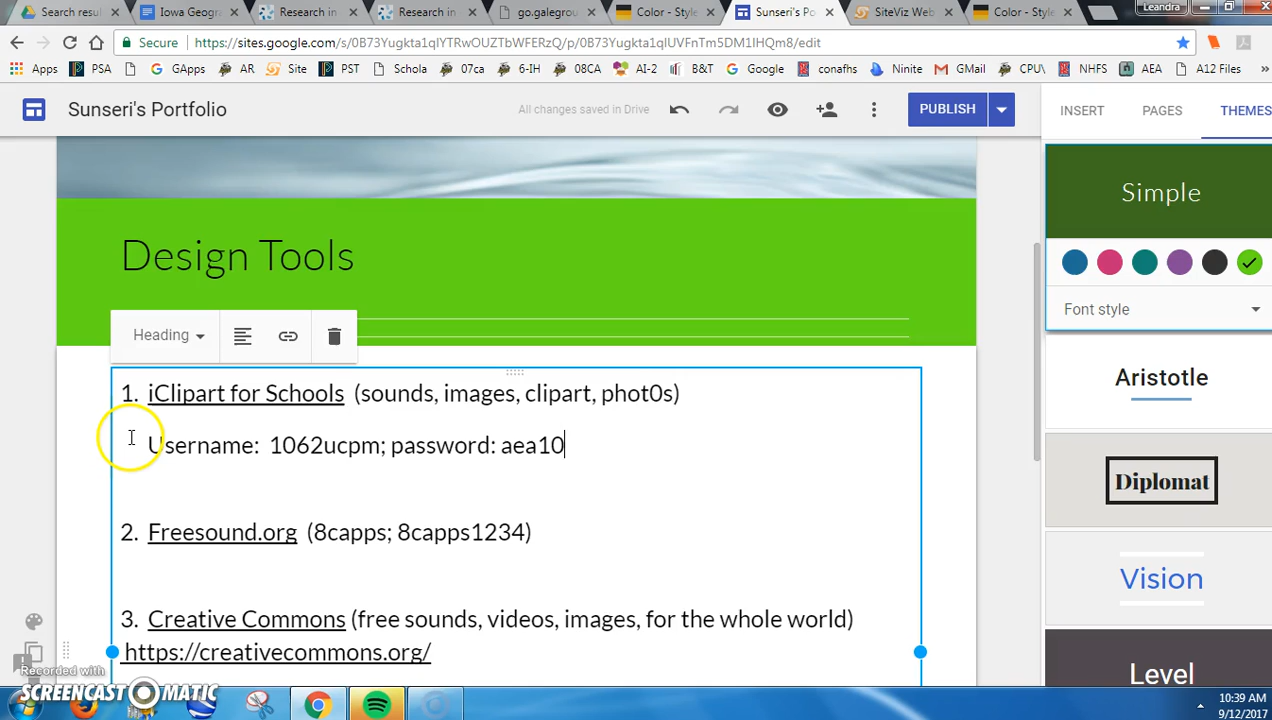 Search result
Iowa Geogr
Research in
Research in
go.galegrou
Color - Style
Sunseri's Po
SiteViz Web
Color - Style
Leandra
Secure
https://sites.google.com/s/0B73Yugkta1qIYTRwOUZTbWFERzQ/p/0B73Yugkta1qIUVFnTm5DM1lHQm8/edit
Apps PSA GApps AR Site PST Schola 07ca 6-IH 08CA AI-2 B&T Google conafhs Ninite GMail CPU\ NHFS AEA A12 Files »
Sunseri's Portfolio
All changes saved in Drive
PUBLISH
INSERT PAGES THEMES
Simple
Font style
Aristotle
Diplomat
Vision
Level
Design Tools
Heading
1. iClipart for Schools (sounds, images, clipart, phot0s)
Username: 1062ucpm; password: aea10
2. Freesound.org (8capps; 8capps1234)
3. Creative Commons (free sounds, videos, images, for the whole world)
https://creativecommons.org/
Recorded with
SCREENCAST MATIC
10:39 AM
9/12/2017